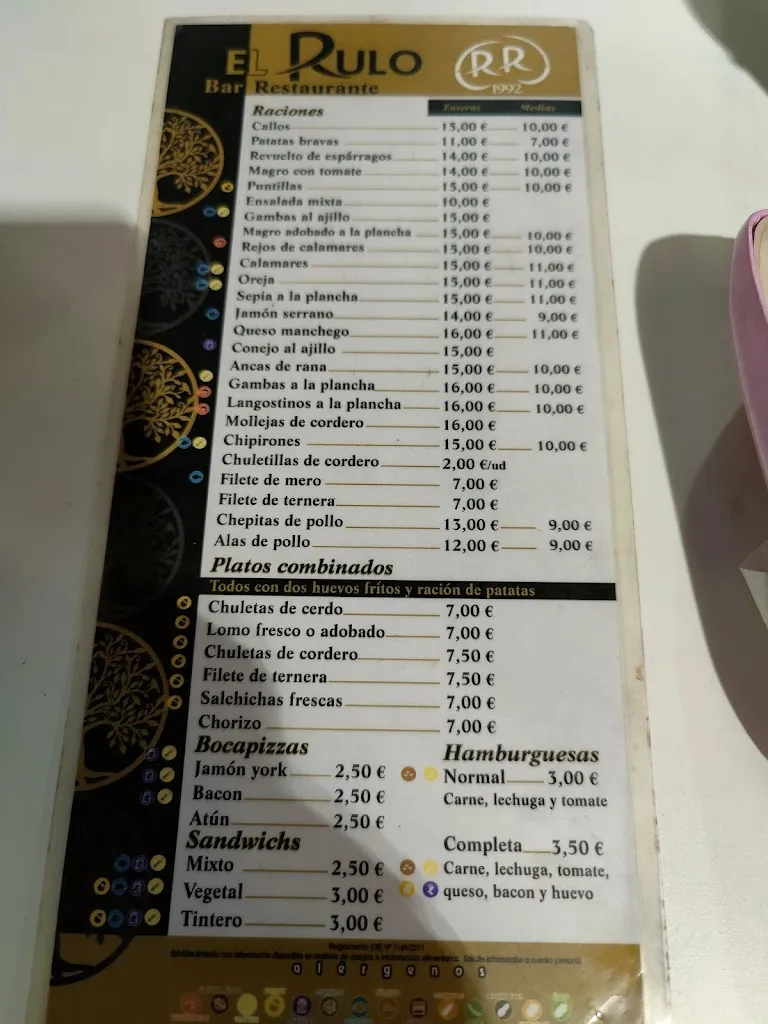 EL RULO
RR
Bar Restaurante
1992
Raciones Enteras Medias
Callos 15,00 € 10,00 €
Patatas bravas 11,00 € 7,00 €
Revuelto de espárragos 14,00 € 10,00 €
Magro con tomate 14,00 € 10,00 €
Puntillas 15,00 € 10,00 €
Ensalada mixta 10,00 €
Gambas al ajillo 15,00 €
Magro adobado a la plancha 15,00 € 10,00 €
Rejos de calamares 15,00 € 10,00 €
Calamares 15,00 € 11,00 €
Oreja 15,00 € 11,00 €
Sepia a la plancha 15,00 € 11,00 €
Jamón serrano 14,00 € 9,00 €
Queso manchego 16,00 € 11,00 €
Conejo al ajillo 15,00 €
Ancas de rana 15,00 € 10,00 €
Gambas a la plancha 16,00 € 10,00 €
Langostinos a la plancha 16,00 € 10,00 €
Mollejas de cordero 16,00 €
Chipirones 15,00 € 10,00 €
Chuletillas de cordero 2,00 €/ud
Filete de mero 7,00 €
Filete de ternera 7,00 €
Chepitas de pollo 13,00 € 9,00 €
Alas de pollo 12,00 € 9,00 €
Platos combinados
Todos con dos huevos fritos y ración de patatas
Chuletas de cerdo 7,00 €
Lomo fresco o adobado 7,00 €
Chuletas de cordero 7,50 €
Filete de ternera 7,50 €
Salchichas frescas 7,00 €
Chorizo 7,00 €
Bocapizzas
Jamón york 2,50 €
Bacon 2,50 €
Atún 2,50 €
Sandwichs
Mixto 2,50 €
Vegetal 3,00 €
Tintero 3,00 €
Hamburguesas
Normal 3,00 €
Carne, lechuga y tomate
Completa 3,50 €
Carne, lechuga, tomate,
queso, bacon y huevo
alérgenos